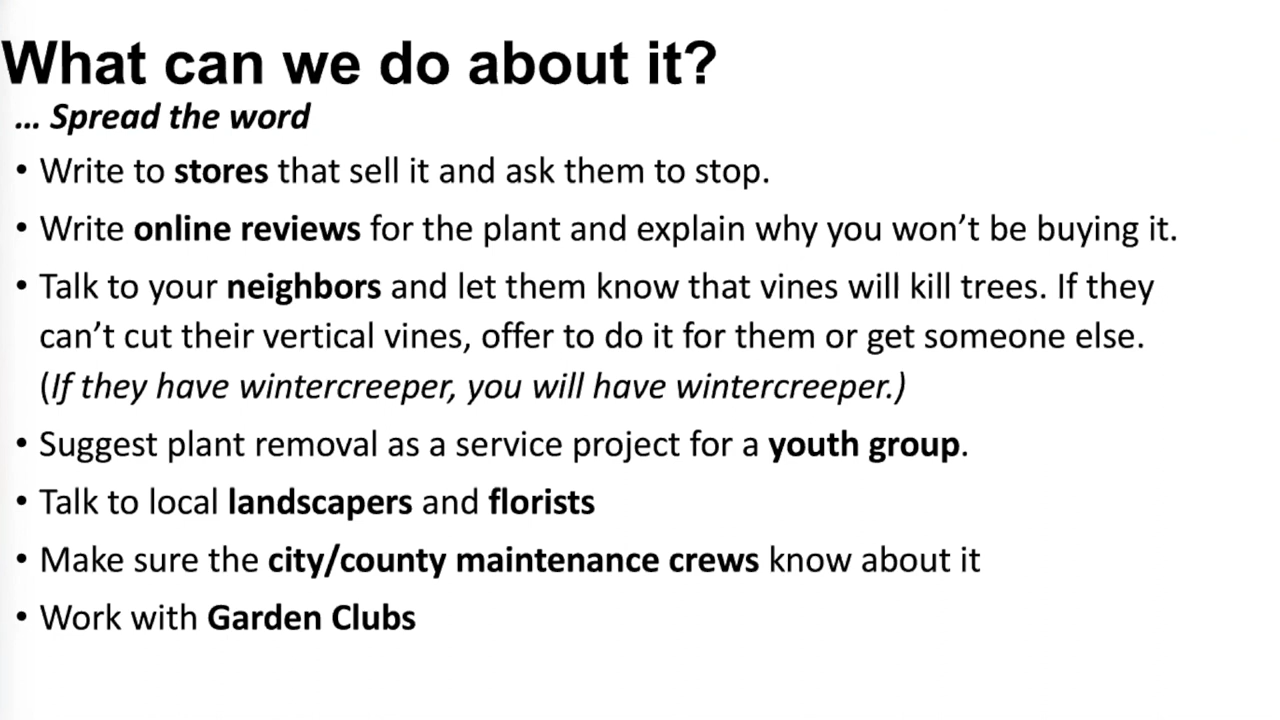 What can we do about it?
… Spread the word
• Write to stores that sell it and ask them to stop.
• Write online reviews for the plant and explain why you won’t be buying it.
• Talk to your neighbors and let them know that vines will kill trees. If they
can’t cut their vertical vines, offer to do it for them or get someone else.
(If they have wintercreeper, you will have wintercreeper.)
• Suggest plant removal as a service project for a youth group.
• Talk to local landscapers and florists
• Make sure the city/county maintenance crews know about it
• Work with Garden Clubs